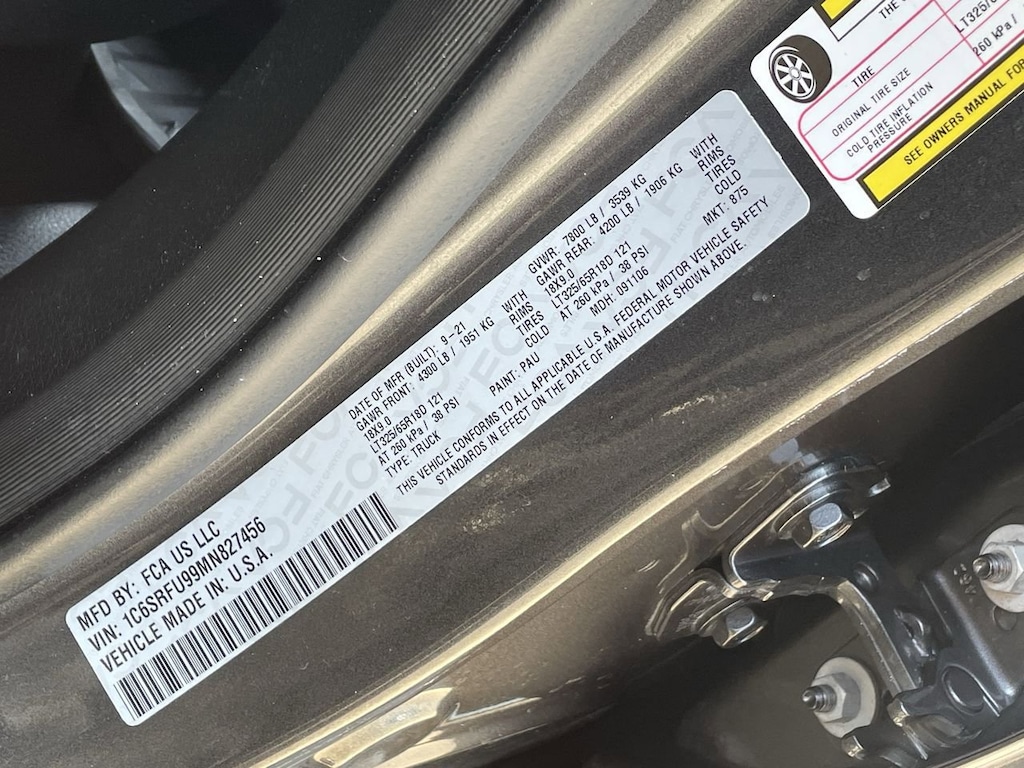 MFD BY: FCA US LLC
VIN: 1C6SRFU99MN827456
VEHICLE MADE IN: U.S.A.
DATE OF MFR (BUILT): 9-21 GVWR: 7800 LB / 3539 KG
GAWR FRONT: 4300 LB / 1951 KG WITH GAWR REAR: 4200 LB / 1906 KG WITH
18X9.0 RIMS 18X9.0 RIMS
LT325/65R18D 121 TIRES LT325/65R18D 121 TIRES
AT 260 kPa / 38 PSI COLD AT 260 kPa / 38 PSI COLD
TYPE: TRUCK PAINT: PAU MDH: 091106 MKT: 875
THIS VEHICLE CONFORMS TO ALL APPLICABLE U.S.A. FEDERAL MOTOR VEHICLE SAFETY
STANDARDS IN EFFECT ON THE DATE OF MANUFACTURE SHOWN ABOVE.
THE
TIRE
ORIGINAL TIRE SIZE LT325/6
COLD TIRE INFLATION PRESSURE 260 kPa /
SEE OWNERS MANUAL FOR